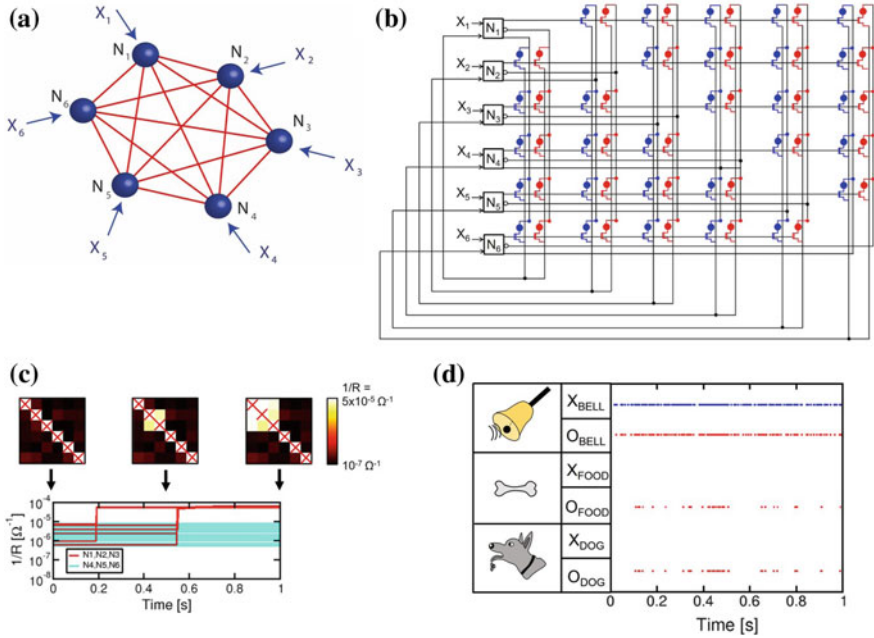 (a)
X1
N1
N2
X2
N6
X6
N3
X3
N5
N4
X5
X4
(b)
X1 N1
X2 N2
X3 N3
X4 N4
X5 N5
X6 N6
(c)
1/R =
5x10-5 Ω-1
10-7 Ω-1
1/R [Ω-1]
10-4
10-5
10-6
10-7
10-8
N1,N2,N3
N4,N5,N6
0 0.2 0.4 0.6 0.8 1
Time [s]
(d)
XBELL
OBELL
XFOOD
OFOOD
XDOG
ODOG
0 0.2 0.4 0.6 0.8 1
Time [s]